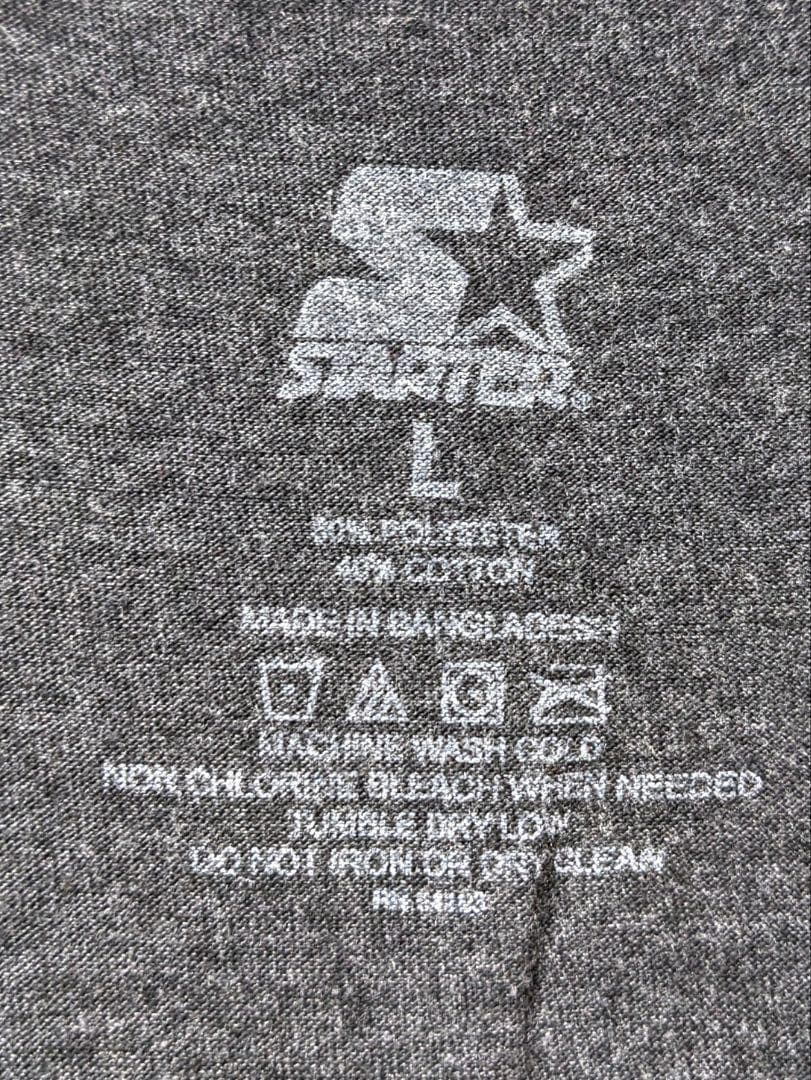 STARTER
L
60% POLYESTER
40% COTTON
MADE IN BANGLADESH
MACHINE WASH COLD
NON CHLORINE BLEACH WHEN NEEDED
TUMBLE DRY LOW
DO NOT IRON OR DRY CLEAN
RN